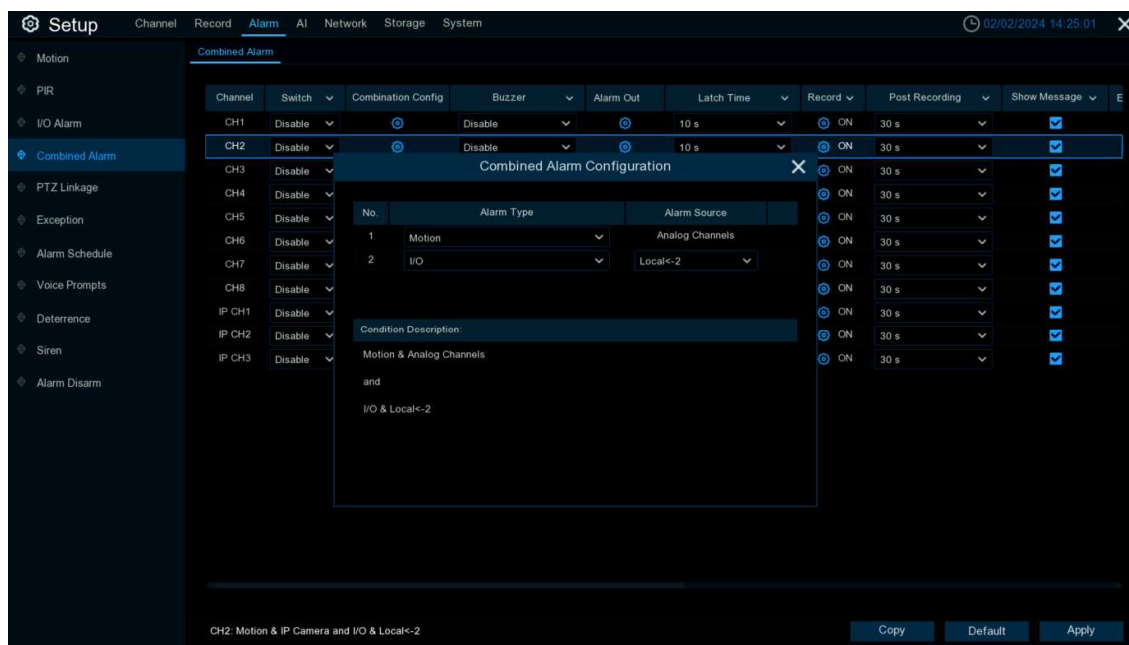 Setup Channel Record Alarm AI Network Storage System 02/02/2024 14:25:01
Motion
PIR
I/O Alarm
Combined Alarm
PTZ Linkage
Exception
Alarm Schedule
Voice Prompts
Deterrence
Siren
Alarm Disarm
Combined Alarm
Channel Switch Combination Config Buzzer Alarm Out Latch Time Record Post Recording Show Message E
CH1 Disable Disable 10 s ON 30 s
CH2 Disable Disable 10 s ON 30 s
CH3 Disable ON 30 s
CH4 Disable ON 30 s
CH5 Disable ON 30 s
CH6 Disable ON 30 s
CH7 Disable ON 30 s
CH8 Disable ON 30 s
IP CH1 Disable ON 30 s
IP CH2 Disable ON 30 s
IP CH3 Disable ON 30 s
Combined Alarm Configuration
No. Alarm Type Alarm Source
1 Motion Analog Channels
2 I/O Local<-2
Condition Description:
Motion & Analog Channels
and
I/O & Local<-2
CH2: Motion & IP Camera and I/O & Local<-2
Copy Default Apply